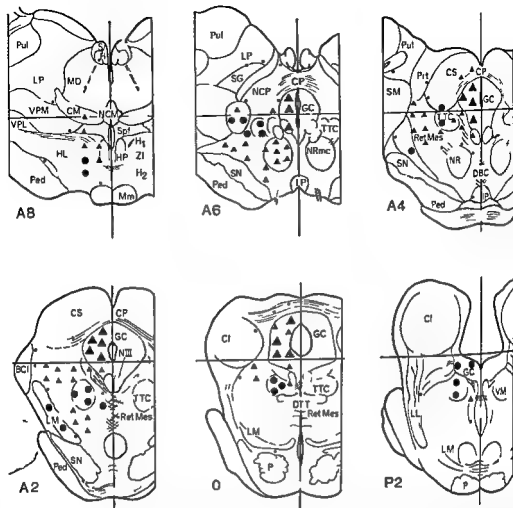 Pul
LP
MD
VPM
CM
NCM
VPL
Spf
HL
HP
H₁
ZI
H₂
Ped
Mm
A8
Pul
LP
SG
CP
NCP
GC
TTC
NRmc
SN
Ped
IP
A6
Pul
Prt
CS
CP
SM
GC
TTC
Ret Mes
SN
NR
DBC
IP
Ped
A4
CS
CP
GC
N III
BCI
TTC
LM
Ret Mes
SN
Ped
A2
CI
GC
TTC
DTT
Ret Mes
LM
P
0
CI
GC
VM
LL
LM
P
P2